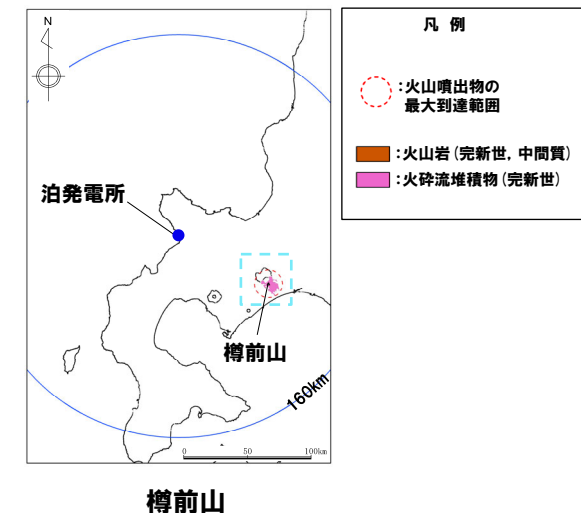 N
泊発電所
樽前山
160km
0 50 100km
樽前山
凡 例
:火山噴出物の
最大到達範囲
:火山岩(完新世, 中間質)
:火砕流堆積物(完新世)